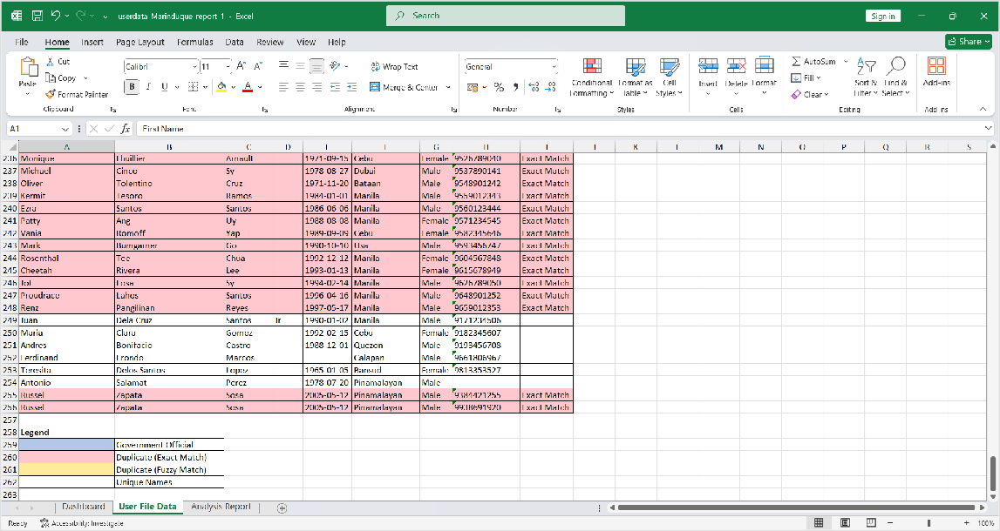 userdata Marinduque report 1 - Excel
Search
Sign in
File Home Insert Page Layout Formulas Data Review View Help
Share
Paste
Cut
Copy
Format Painter
Clipboard
Calibri 11
B I U
Font
Wrap Text
Merge & Center
Alignment
General
Number
Conditional Formatting
Format as Table
Cell Styles
Styles
Insert Delete Format
Cells
AutoSum
Fill
Clear
Sort & Filter
Find & Select
Editing
Add-ins
Add-ins
A1 fx First Name
A B C D G H K M N O P Q R S
236 Monique Lhuillier Arnault 1971-09-15 Cebu Female 9526789040 Exact Match
237 Michael Cinco Sy 1978-08-27 Dubai Male 9537890141 Exact Match
238 Oliver Tolentino Cruz 1971-11-20 Bataan Male 9548901242 Exact Match
239 Kermit Tesoro Ramos 1984-01-01 Manila Male 9559012343 Exact Match
240 Ezra Santos Santos 1986-06-06 Manila Male 9560123444 Exact Match
241 Patty Ang Uy 1988-08-08 Manila Female 9571234545 Exact Match
242 Vania Romoff Yap 1989-09-09 Cebu Female 9582345646 Exact Match
243 Mark Bumgarner Go 1990-10-10 Usa Male 9593456747 Exact Match
244 Rosenthal Tee Chua 1992-12-12 Manila Female 9604567848 Exact Match
245 Cheetah Rivera Lee 1993-01-13 Manila Female 9615678949 Exact Match
246 Jot Losa Sy 1994-02-14 Manila Male 9626789050 Exact Match
247 Proudrace Lahos Santos 1996-04-16 Manila Male 9648901252 Exact Match
248 Renz Pangilinan Reyes 1997-05-17 Manila Male 9659012353 Exact Match
249 Juan Dela Cruz Santos Jr 1990-01-02 Manila Male 9171234506
250 Maria Clara Gomez 1992-02-15 Cebu Female 9182345607
251 Andres Bonifacio Castro 1988-12-01 Quezon Male 9193456708
252 Ferdinand Erondo Marcos Calapan Male 9661806967
253 Teresita Delos Santos Lopez 1965-01-05 Bansud Female 9813353527
254 Antonio Salamat Perez 1978-07-20 Pinamalayan Male
255 Russel Zapata Sosa 2005-05-12 Pinamalayan Male 9384421255 Exact Match
256 Russel Zapata Sosa 2005-05-12 Pinamalayan Male 9938691920 Exact Match
257
258 Legend
259 Government Official
260 Duplicate (Exact Match)
261 Duplicate (Fuzzy Match)
262 Unique Names
263
Dashboard User File Data Analysis Report
Ready Accessibility: Investigate 100%